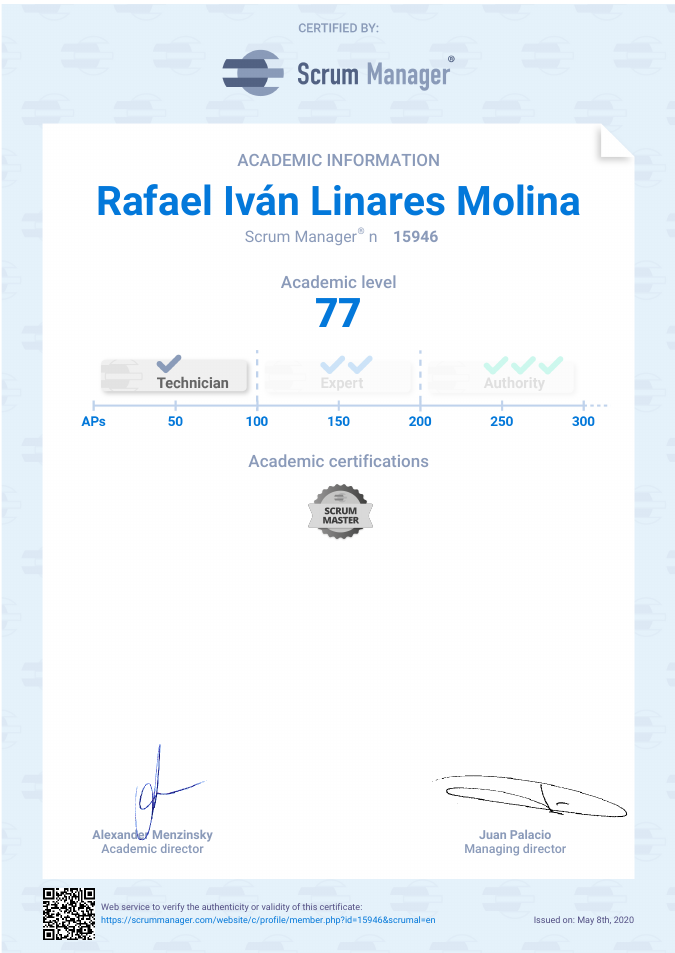 CERTIFIED BY:
Scrum Manager®
ACADEMIC INFORMATION
Rafael Iván Linares Molina
Scrum Manager® n 15946
Academic level
77
Technician Expert Authority
APs 50 100 150 200 250 300
Academic certifications
SCRUM
MASTER
Alexander Menzinsky
Academic director
Juan Palacio
Managing director
Web service to verify the authenticity or validity of this certificate:
https://scrummanager.com/website/c/profile/member.php?id=15946&scrumal=en
Issued on: May 8th, 2020